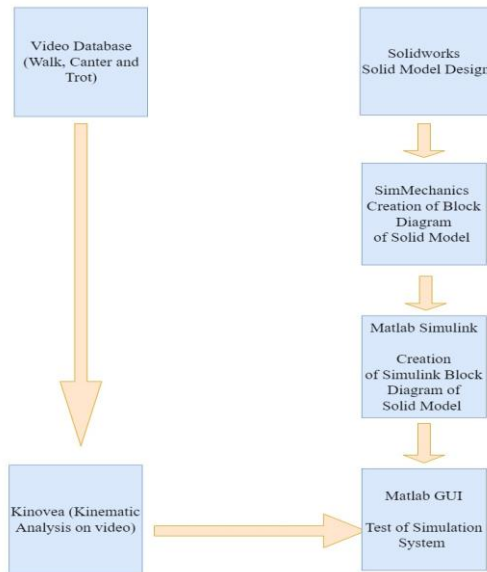 Video Database
(Walk, Canter and
Trot)
Solidworks
Solid Model Design
SimMechanics
Creation of Block
Diagram
of Solid Model
Matlab Simulink
Creation
of Simulink Block
Diagram of
Solid Model
Kinovea (Kinematic
Analysis on video)
Matlab GUI
Test of Simulation
System